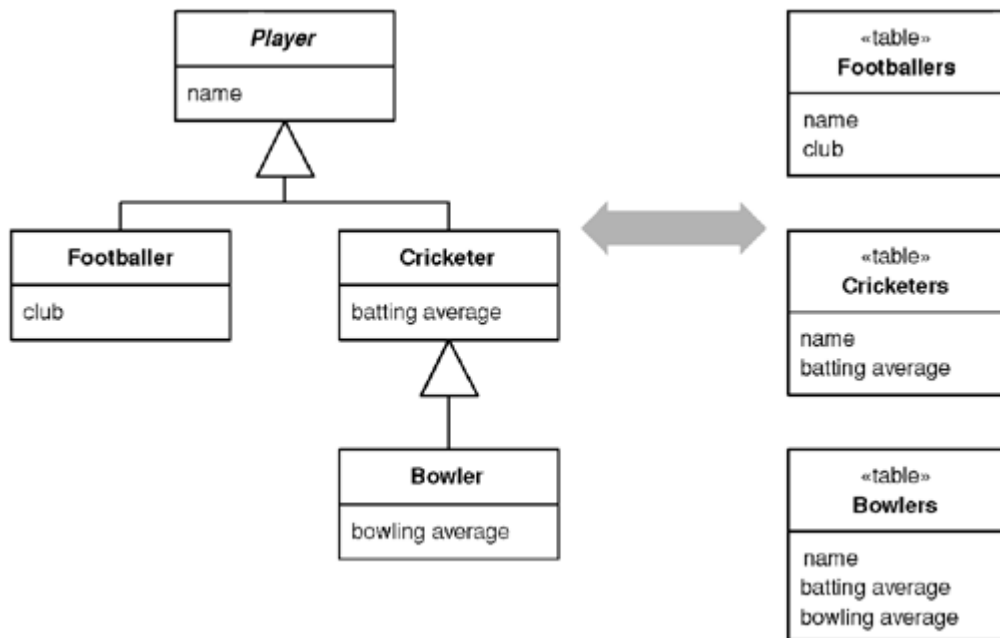 Player
name
Footballer
club
Cricketer
batting average
Bowler
bowling average
«table»
Footballers
name
club
«table»
Cricketers
name
batting average
«table»
Bowlers
name
batting average
bowling average